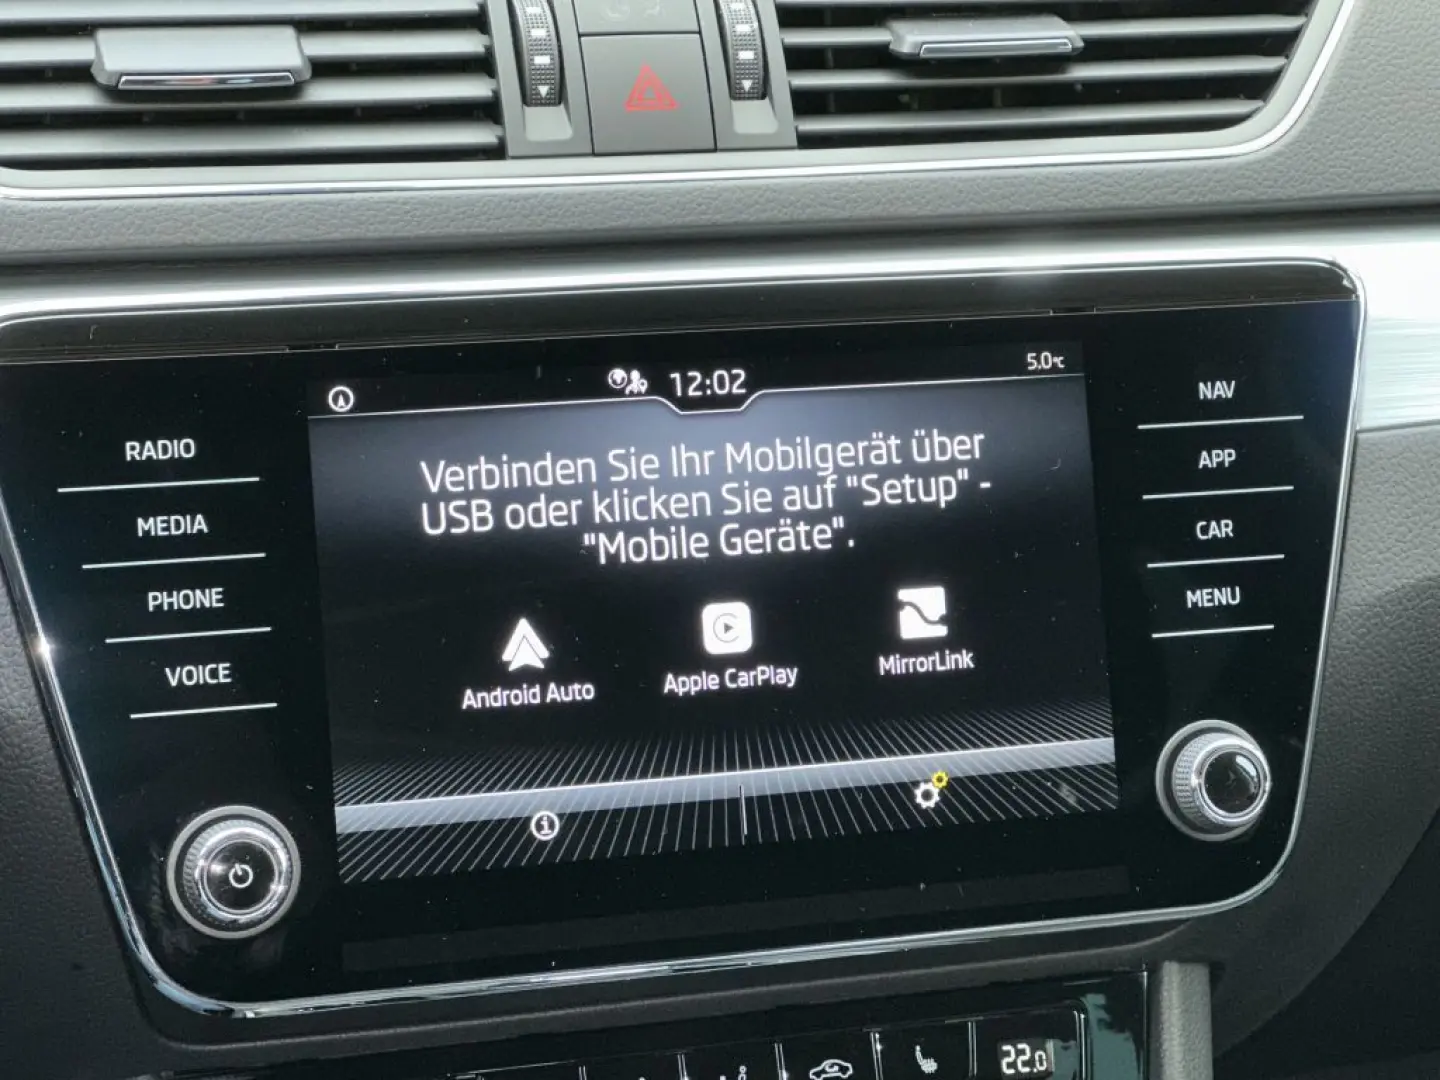 12:02
5.0°C
RADIO
MEDIA
PHONE
VOICE
Verbinden Sie Ihr Mobilgerät über
USB oder klicken Sie auf "Setup" -
"Mobile Geräte".
Android Auto
Apple CarPlay
MirrorLink
NAV
APP
CAR
MENU
22.0